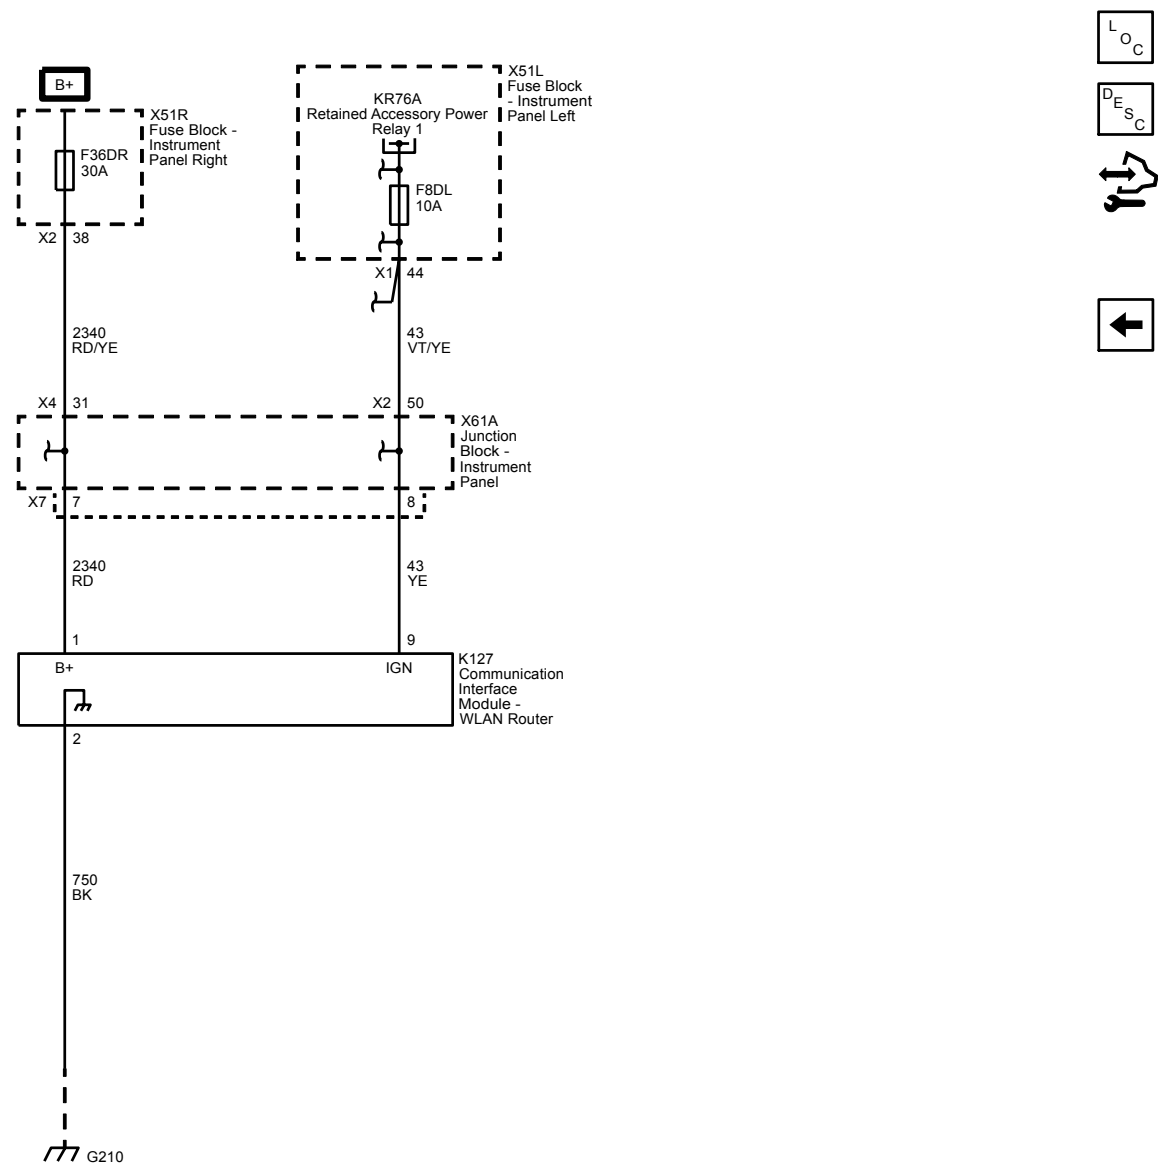 B+
X51R
Fuse Block -
Instrument
Panel Right
F36DR
30A
X2 38
X51L
Fuse Block
- Instrument
Panel Left
KR76A
Retained Accessory Power
Relay 1
F8DL
10A
X1 44
2340
RD/YE
43
VT/YE
X4 31
X2 50
X61A
Junction
Block -
Instrument
Panel
X7 7
8
2340
RD
43
YE
1
9
B+
IGN
K127
Communication
Interface
Module -
WLAN Router
2
750
BK
G210
LOC
DESC